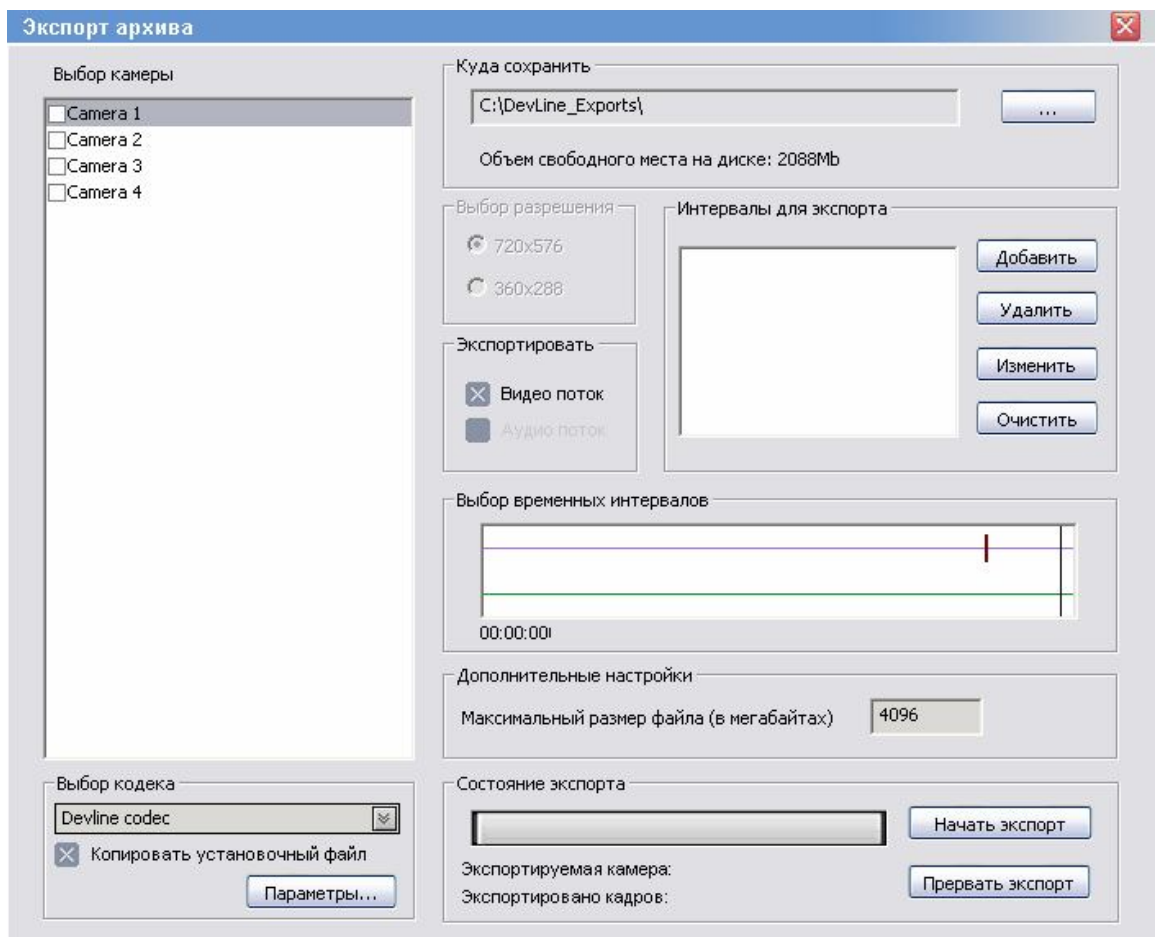 Экспорт архива
Выбор камеры
Camera 1
Camera 2
Camera 3
Camera 4
Выбор кодека
Devline codec
Копировать установочный файл
Параметры...
Куда сохранить
C:\DevLine_Exports\
...
Объем свободного места на диске: 2088Mb
Выбор разрешения
720x576
360x288
Экспортировать
Видео поток
Аудио поток
Интервалы для экспорта
Добавить
Удалить
Изменить
Очистить
Выбор временных интервалов
00:00:00
Дополнительные настройки
Максимальный размер файла (в мегабайтах)
4096
Состояние экспорта
Начать экспорт
Экспортируемая камера:
Экспортировано кадров:
Прервать экспорт